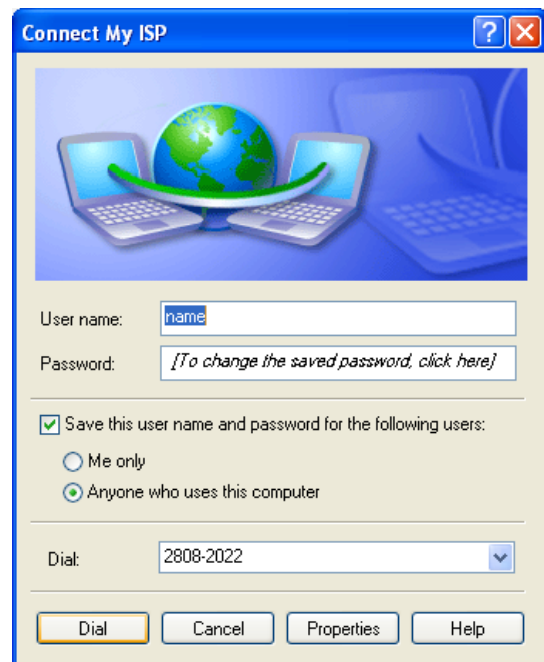 Connect My ISP
User name: name
Password: [To change the saved password, click here]
Save this user name and password for the following users:
Me only
Anyone who uses this computer
Dial: 2808-2022
Dial Cancel Properties Help